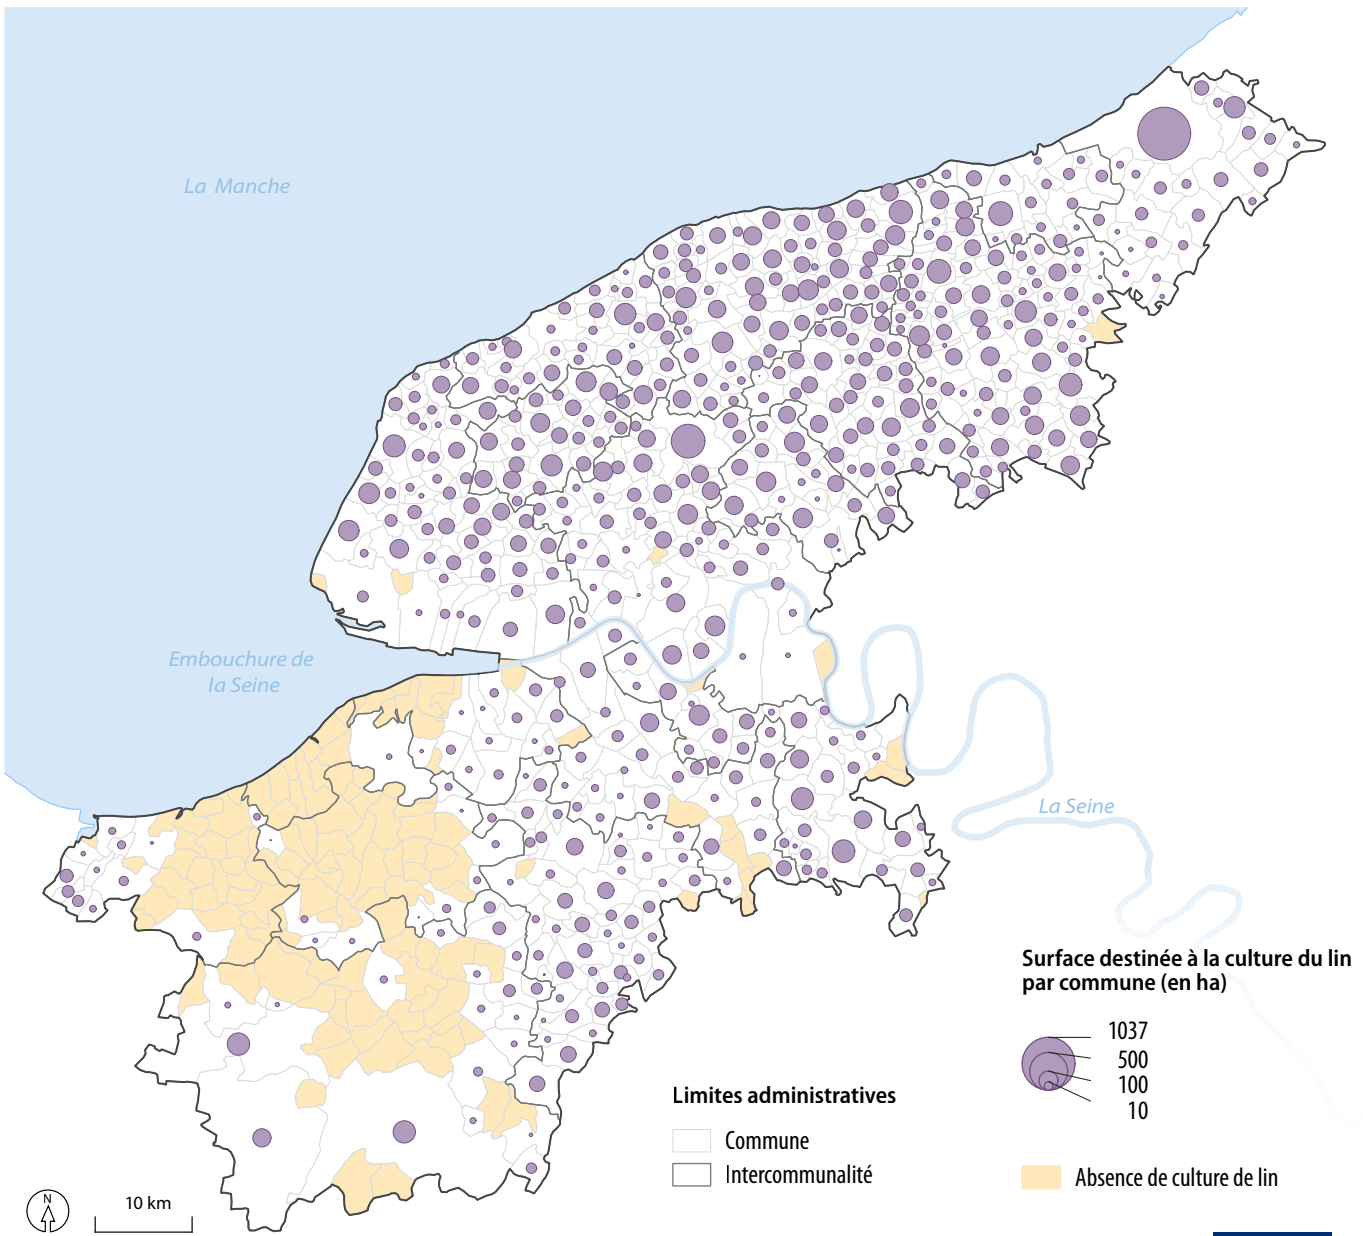 La Manche
Embouchure de
la Seine
La Seine
Surface destinée à la culture du lin
par commune (en ha)
1037
500
100
10
Limites administratives
Commune
Intercommunalité
Absence de culture de lin
N
10 km